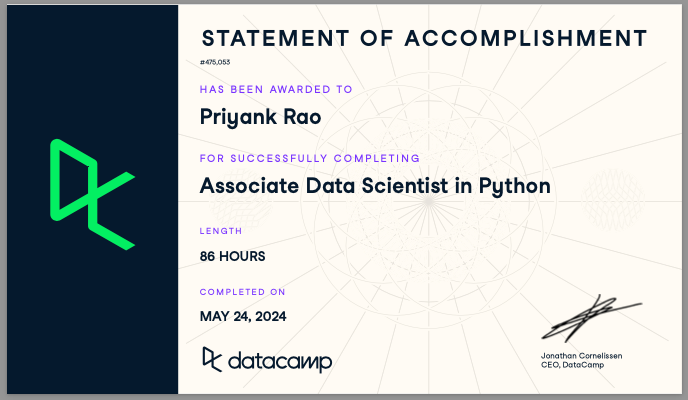 STATEMENT OF ACCOMPLISHMENT
#475,053
HAS BEEN AWARDED TO
Priyank Rao
FOR SUCCESSFULLY COMPLETING
Associate Data Scientist in Python
LENGTH
86 HOURS
COMPLETED ON
MAY 24, 2024
datacamp
Jonathan Cornelissen
CEO, DataCamp